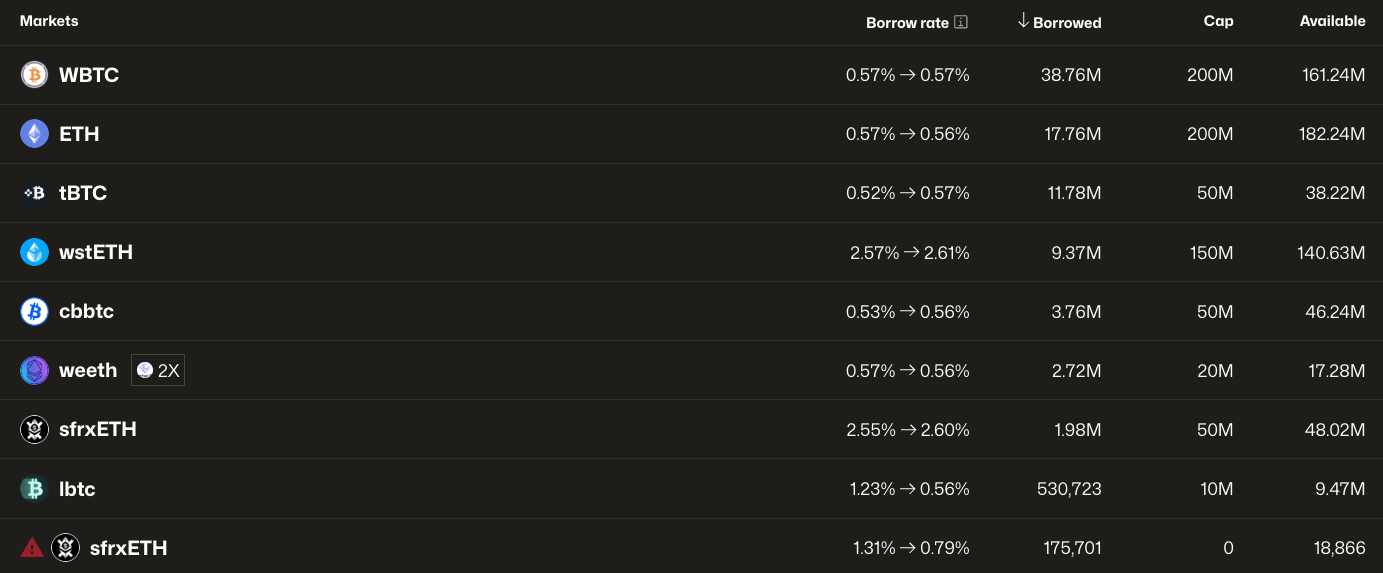 Markets Borrow rate ↓ Borrowed Cap Available
WBTC 0.57% → 0.57% 38.76M 200M 161.24M
ETH 0.57% → 0.56% 17.76M 200M 182.24M
tBTC 0.52% → 0.57% 11.78M 50M 38.22M
wstETH 2.57% → 2.61% 9.37M 150M 140.63M
cbbtc 0.53% → 0.56% 3.76M 50M 46.24M
weeth 2X 0.57% → 0.56% 2.72M 20M 17.28M
sfrxETH 2.55% → 2.60% 1.98M 50M 48.02M
lbtc 1.23% → 0.56% 530,723 10M 9.47M
sfrxETH 1.31% → 0.79% 175,701 0 18,866